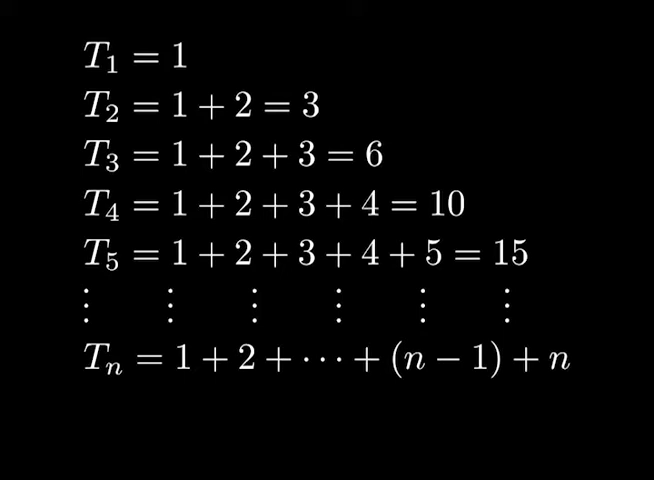 T₁ = 1
T₂ = 1 + 2 = 3
T₃ = 1 + 2 + 3 = 6
T₄ = 1 + 2 + 3 + 4 = 10
T₅ = 1 + 2 + 3 + 4 + 5 = 15
⋮ ⋮ ⋮ ⋮ ⋮ ⋮
Tₙ = 1 + 2 + ⋯ + (n − 1) + n